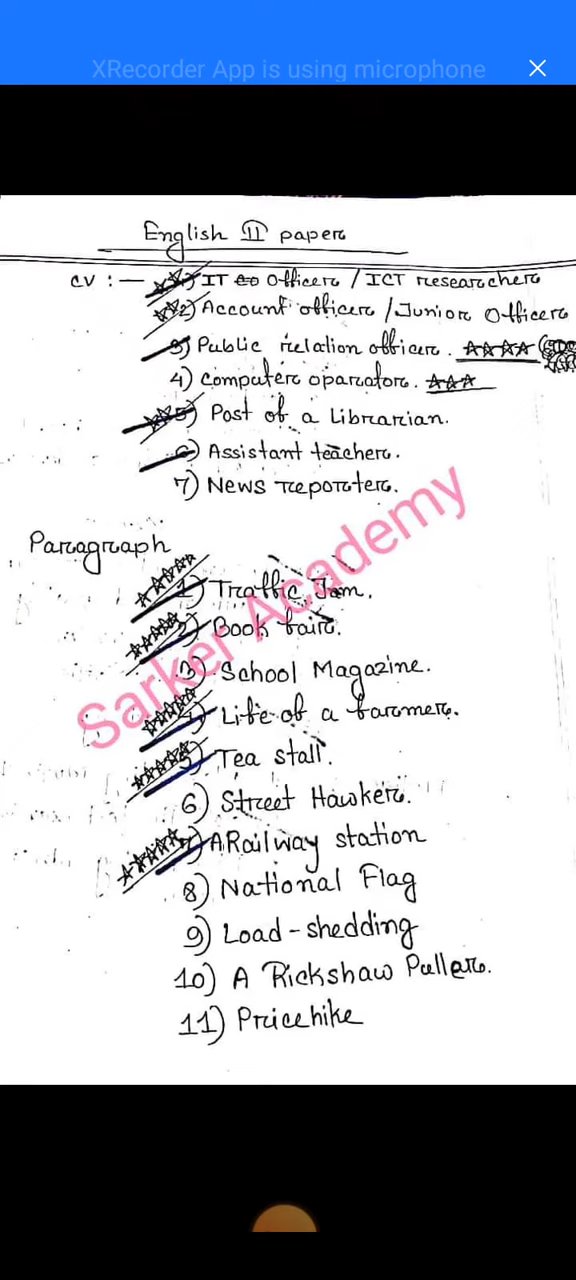 XRecorder App is using microphone
English II paper
CV :— 1) IT Officer / ICT researcher
2) Account officer / Junior Officer
3) Public relation officer.
4) Computer oparator.
5) Post of a Librarian.
6) Assistant teacher.
7) News reporter.
Paragraph
1) Traffic Jam.
2) Book fair.
3) School Magazine.
4) Life of a farmer.
5) Tea stall.
6) Street Hawker.
7) A Railway station
8) National Flag
9) Load-shedding
10) A Rickshaw Puller.
11) Pricehike
Sarker Academy